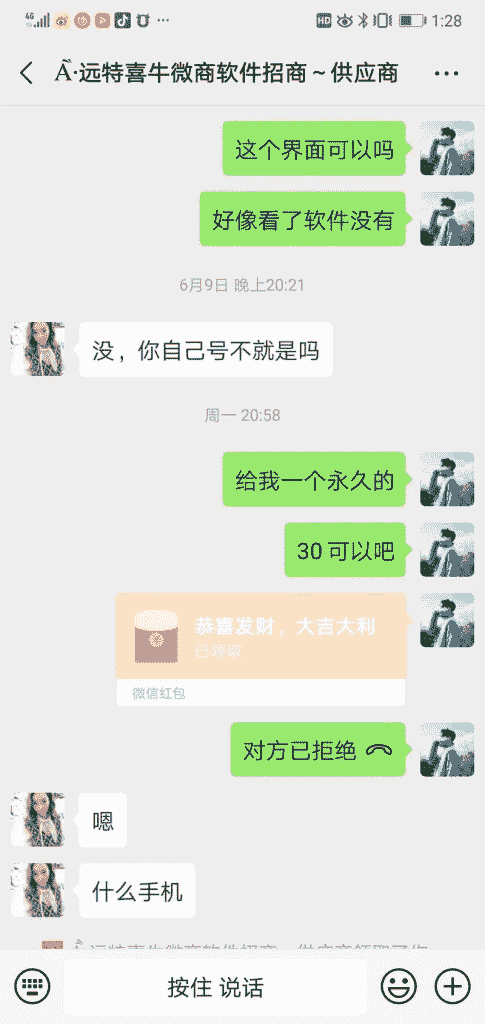 4G
HD
1:28
Ȁ·远特喜牛微商软件招商～供应商
这个界面可以吗
好像看了软件没有
6月9日 晚上20:21
没，你自己号不就是吗
周一 20:58
给我一个永久的
30可以吧
恭喜发财，大吉大利
已领取
微信红包
对方已拒绝
嗯
什么手机
按住 说话